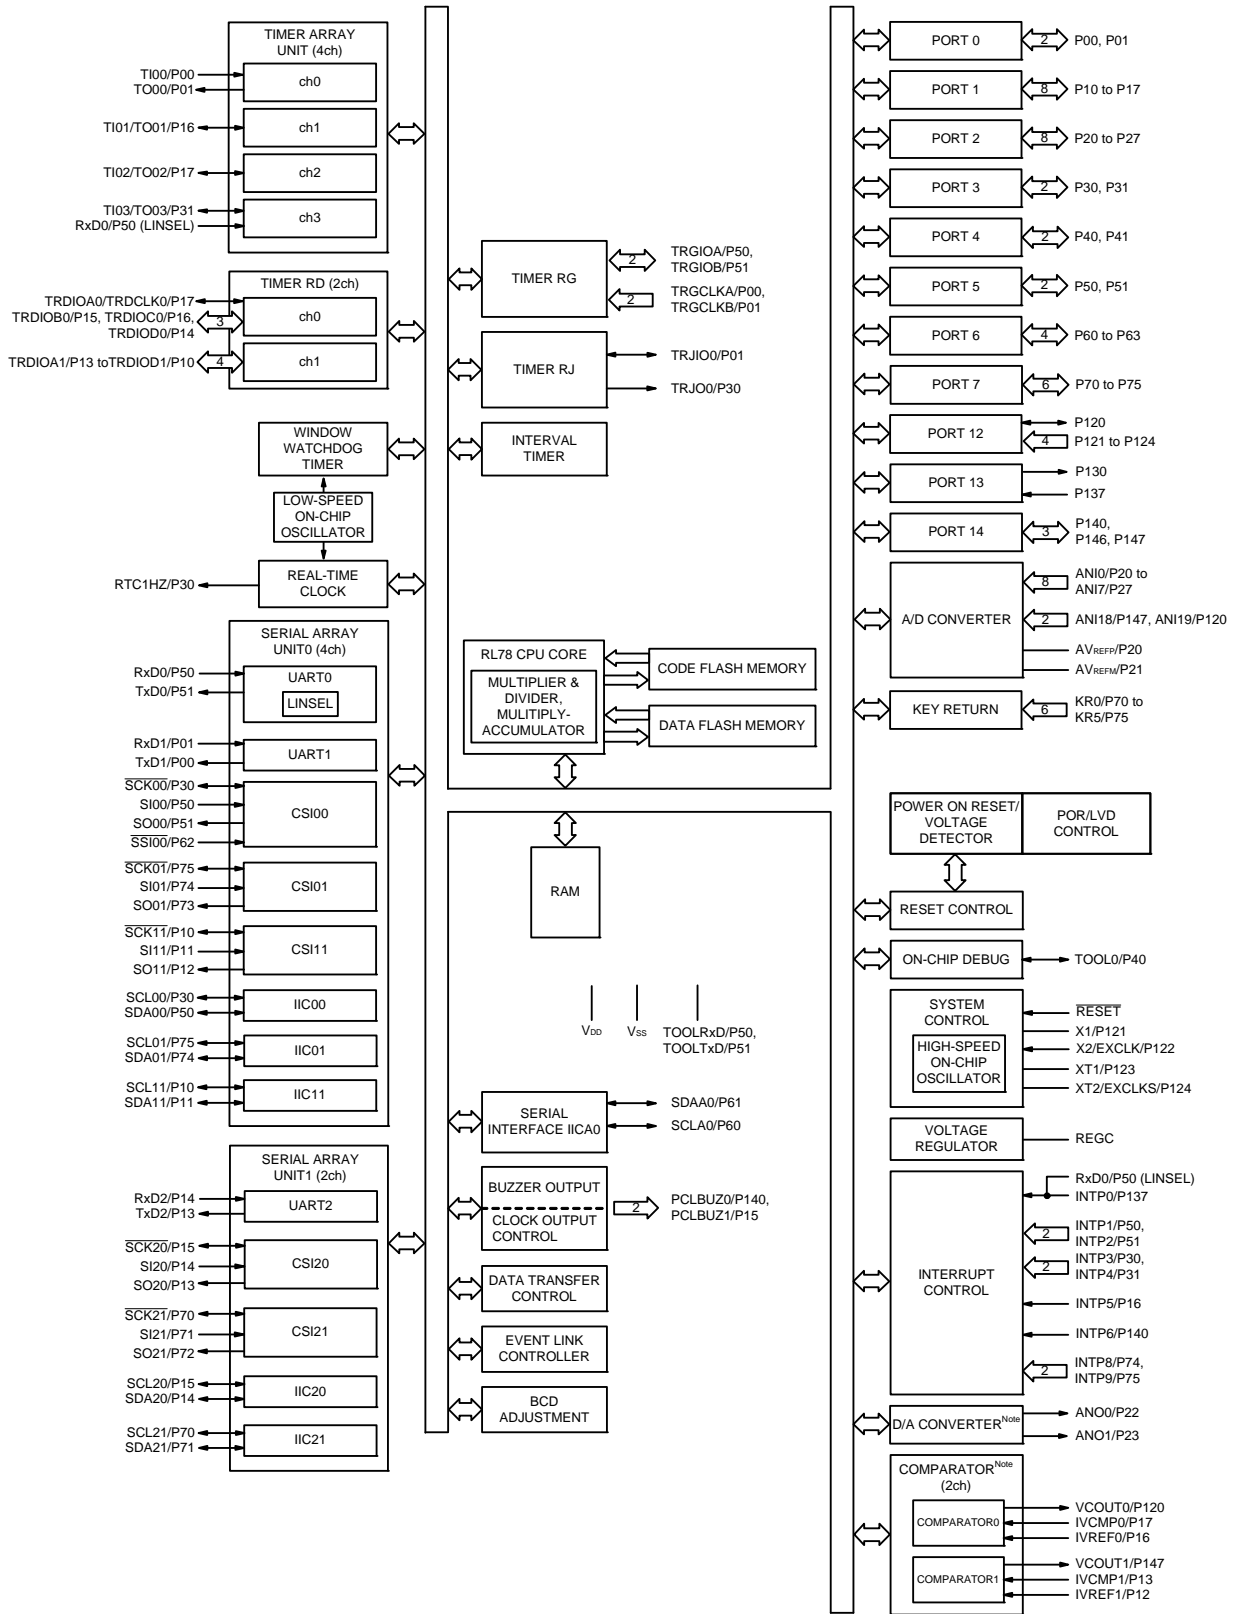 TIMER ARRAY
UNIT (4ch)
TI00/P00
TO00/P01
ch0
TI01/TO01/P16
ch1
TI02/TO02/P17
ch2
TI03/TO03/P31
RxD0/P50 (LINSEL)
ch3
TIMER RD (2ch)
TRDIOA0/TRDCLK0/P17
TRDIOB0/P15, TRDIOC0/P16,
TRDIOD0/P14
3
ch0
TRDIOA1/P13 toTRDIOD1/P10
4
ch1
WINDOW
WATCHDOG
TIMER
LOW-SPEED
ON-CHIP
OSCILLATOR
RTC1HZ/P30
REAL-TIME
CLOCK
SERIAL ARRAY
UNIT0 (4ch)
RxD0/P50
TxD0/P51
UART0
LINSEL
RxD1/P01
TxD1/P00
UART1
SCK00/P30
SI00/P50
SO00/P51
SSI00/P62
CSI00
SCK01/P75
SI01/P74
SO01/P73
CSI01
SCK11/P10
SI11/P11
SO11/P12
CSI11
SCL00/P30
SDA00/P50
IIC00
SCL01/P75
SDA01/P74
IIC01
SCL11/P10
SDA11/P11
IIC11
SERIAL ARRAY
UNIT1 (2ch)
RxD2/P14
TxD2/P13
UART2
SCK20/P15
SI20/P14
SO20/P13
CSI20
SCK21/P70
SI21/P71
SO21/P72
CSI21
SCL20/P15
SDA20/P14
IIC20
SCL21/P70
SDA21/P71
IIC21
TIMER RG
2
TRGIOA/P50,
TRGIOB/P51
2
TRGCLKA/P00,
TRGCLKB/P01
TIMER RJ
TRJIO0/P01
TRJO0/P30
INTERVAL
TIMER
RL78 CPU CORE
MULTIPLIER &
DIVIDER,
MULITIPLY-
ACCUMULATOR
CODE FLASH MEMORY
DATA FLASH MEMORY
RAM
VDD
VSS
TOOLRxD/P50,
TOOLTxD/P51
SERIAL
INTERFACE IICA0
SDAA0/P61
SCLA0/P60
BUZZER OUTPUT
CLOCK OUTPUT
CONTROL
2
PCLBUZ0/P140,
PCLBUZ1/P15
DATA TRANSFER
CONTROL
EVENT LINK
CONTROLLER
BCD
ADJUSTMENT
PORT 0
2
P00, P01
PORT 1
8
P10 to P17
PORT 2
8
P20 to P27
PORT 3
2
P30, P31
PORT 4
2
P40, P41
PORT 5
2
P50, P51
PORT 6
4
P60 to P63
PORT 7
6
P70 to P75
PORT 12
P120
4
P121 to P124
PORT 13
P130
P137
PORT 14
3
P140,
P146, P147
A/D CONVERTER
8
ANI0/P20 to
ANI7/P27
2
ANI18/P147, ANI19/P120
AVREFP/P20
AVREFM/P21
KEY RETURN
6
KR0/P70 to
KR5/P75
POWER ON RESET/
VOLTAGE
DETECTOR
POR/LVD
CONTROL
RESET CONTROL
ON-CHIP DEBUG
TOOL0/P40
SYSTEM
CONTROL
HIGH-SPEED
ON-CHIP
OSCILLATOR
RESET
X1/P121
X2/EXCLK/P122
XT1/P123
XT2/EXCLKS/P124
VOLTAGE
REGULATOR
REGC
INTERRUPT
CONTROL
RxD0/P50 (LINSEL)
INTP0/P137
2
INTP1/P50,
INTP2/P51
2
INTP3/P30,
INTP4/P31
INTP5/P16
INTP6/P140
2
INTP8/P74,
INTP9/P75
D/A CONVERTERNote
ANO0/P22
ANO1/P23
COMPARATORNote
(2ch)
COMPARATOR0
VCOUT0/P120
IVCMP0/P17
IVREF0/P16
COMPARATOR1
VCOUT1/P147
IVCMP1/P13
IVREF1/P12